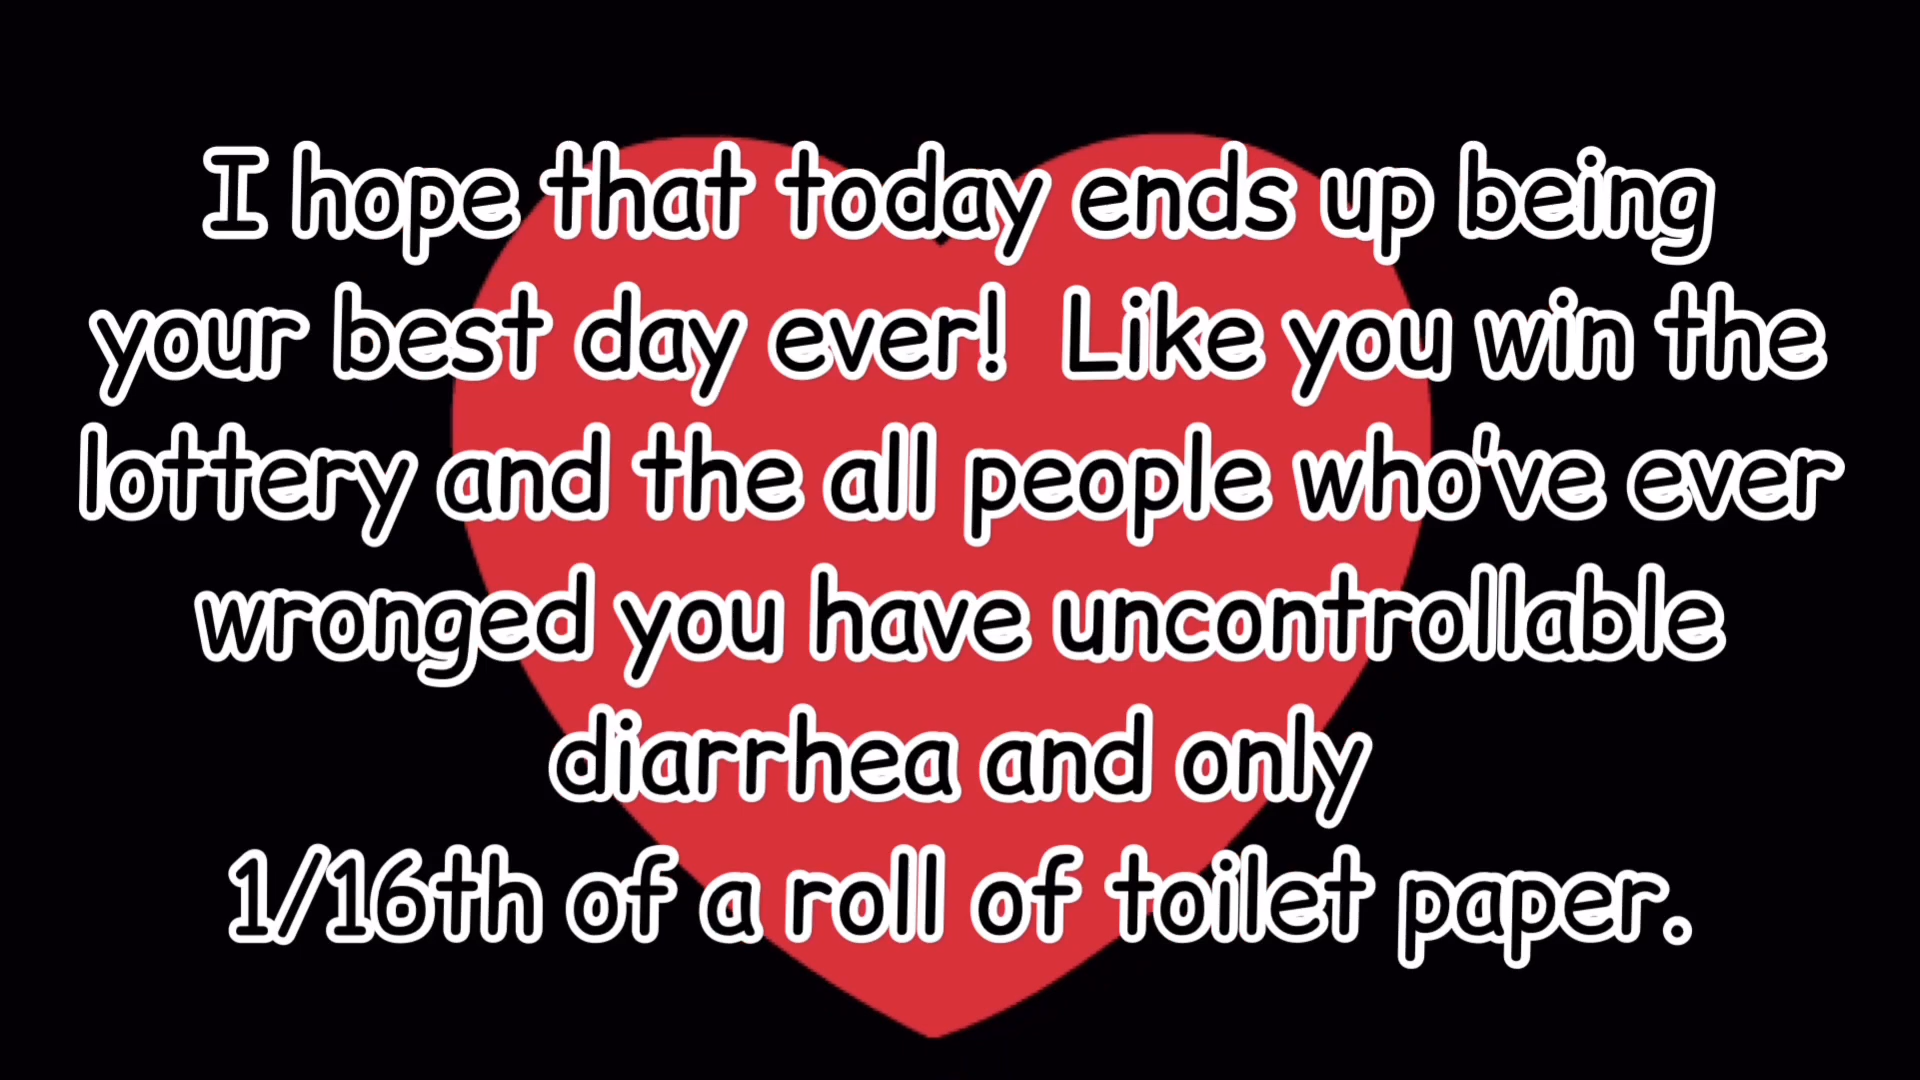 I hope that today ends up being
your best day ever!  Like you win the
lottery and the all people who've ever
wronged you have uncontrollable
diarrhea and only
1/16th of a roll of toilet paper.